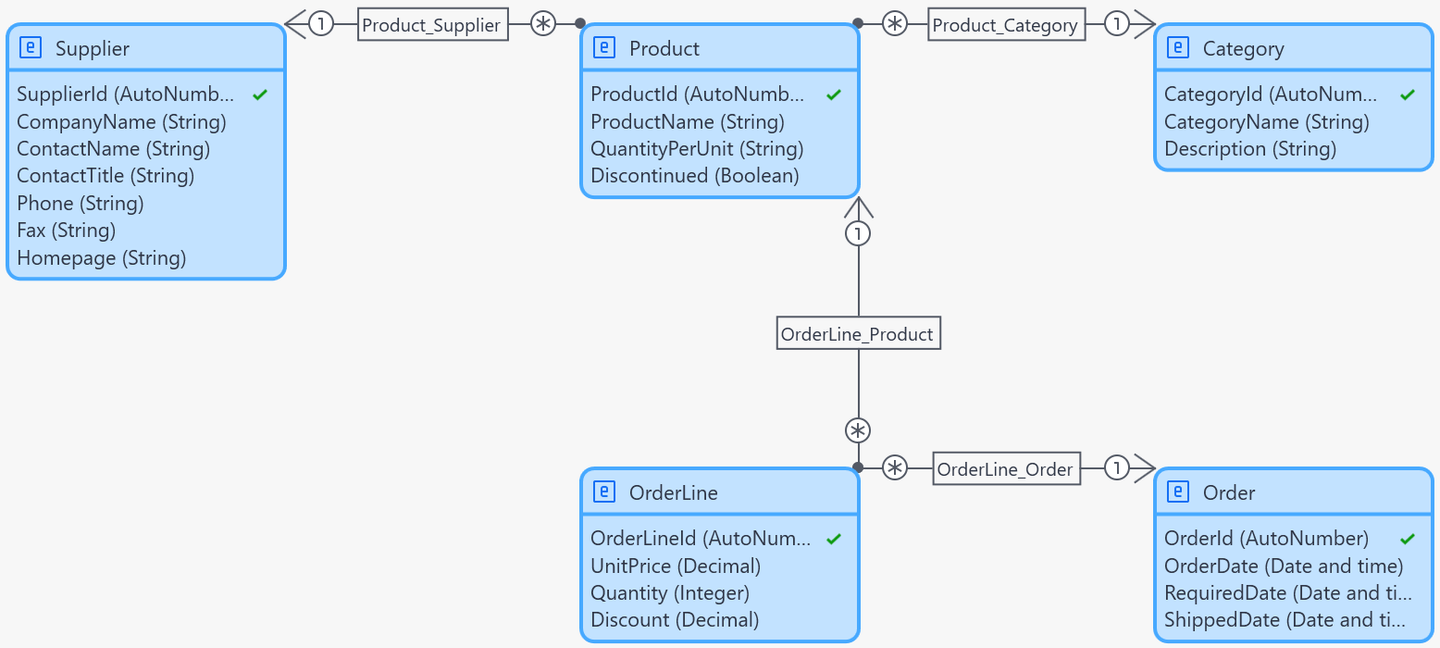 1
Product_Supplier
*
*
Product_Category
1
Supplier
SupplierId (AutoNumb...
CompanyName (String)
ContactName (String)
ContactTitle (String)
Phone (String)
Fax (String)
Homepage (String)
Product
ProductId (AutoNumb...
ProductName (String)
QuantityPerUnit (String)
Discontinued (Boolean)
Category
CategoryId (AutoNum...
CategoryName (String)
Description (String)
1
OrderLine_Product
*
*
OrderLine_Order
1
OrderLine
OrderLineId (AutoNum...
UnitPrice (Decimal)
Quantity (Integer)
Discount (Decimal)
Order
OrderId (AutoNumber)
OrderDate (Date and time)
RequiredDate (Date and ti...
ShippedDate (Date and ti...